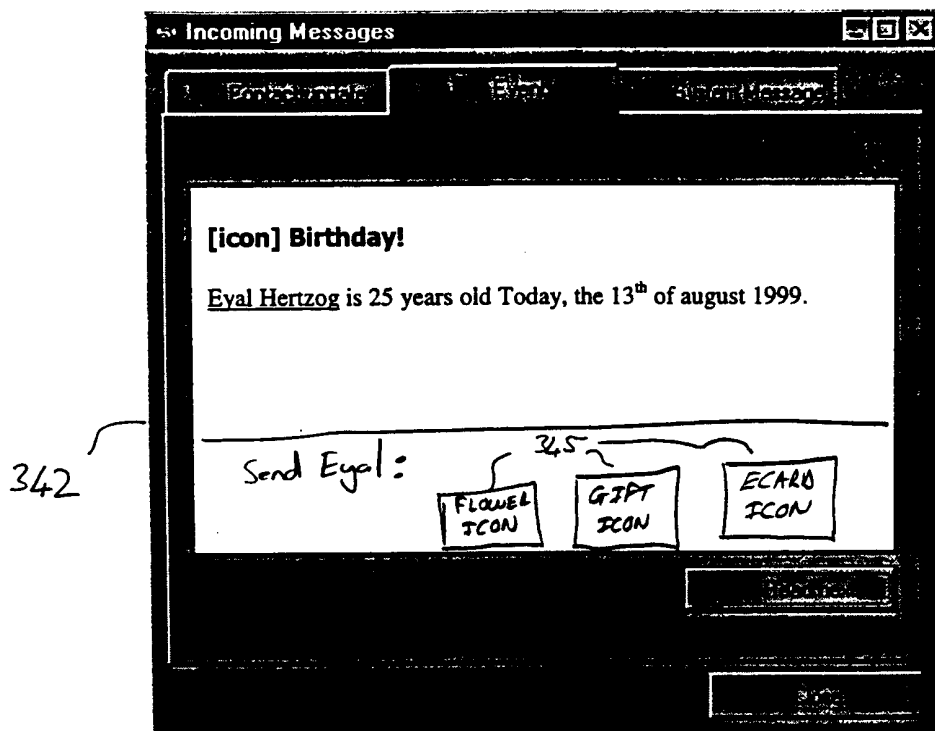 Incoming Messages
Event
[icon] Birthday!
Eyal Hertzog is 25 years old Today, the 13th of august 1999.
342
345
Send Eyal:
FLOWER ICON
GIFT ICON
ECARD ICON